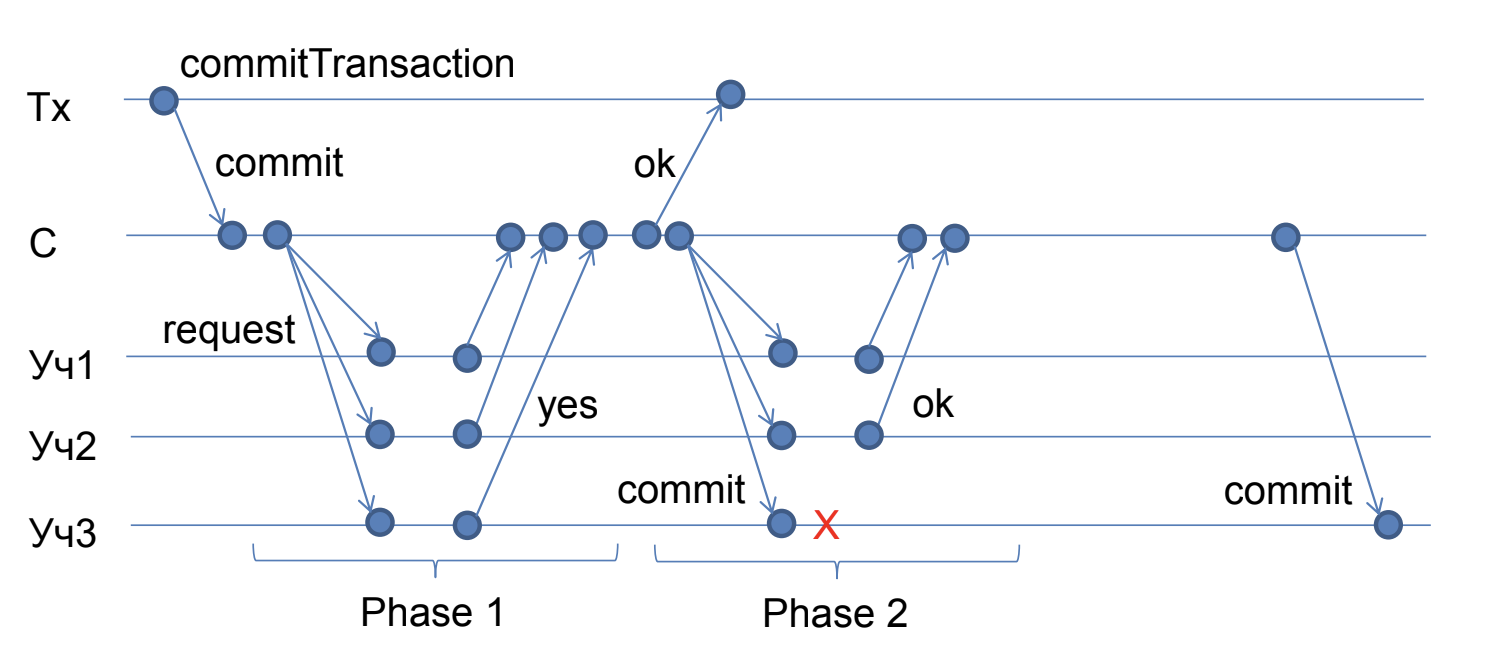 commitTransaction
Tx
commit
ok
C
request
Уч1
yes
ok
Уч2
commit
commit
Уч3
X
Phase 1
Phase 2